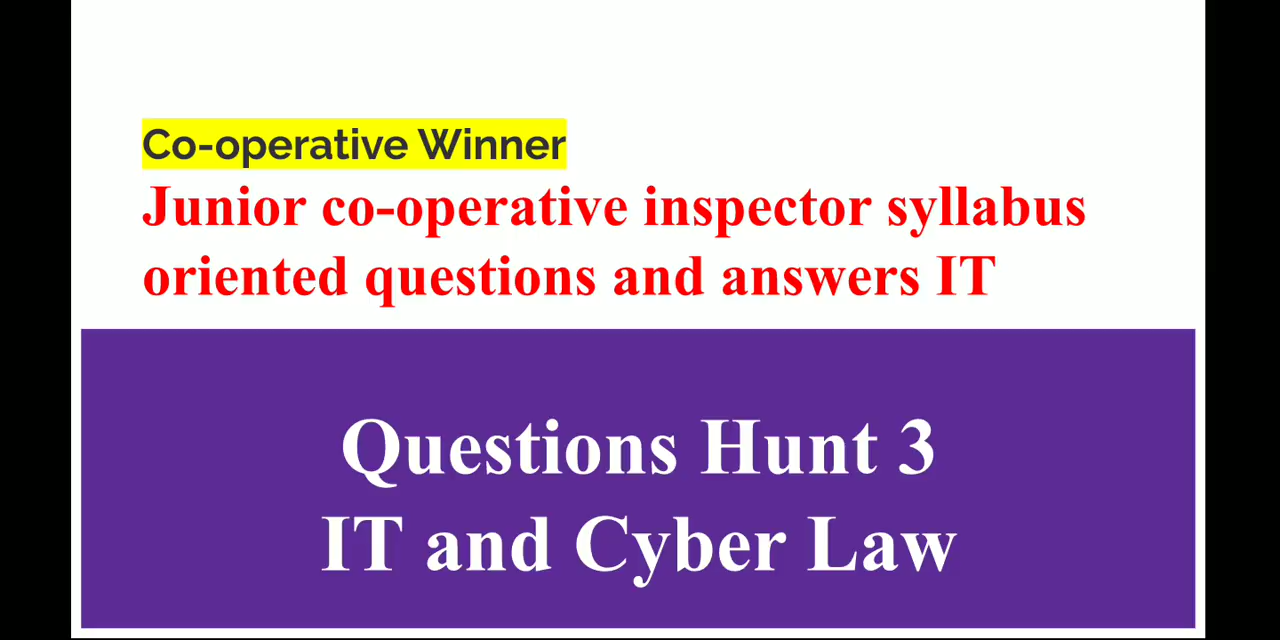 Co-operative Winner
Junior co-operative inspector syllabus
oriented questions and answers IT
Questions Hunt 3
IT and Cyber Law